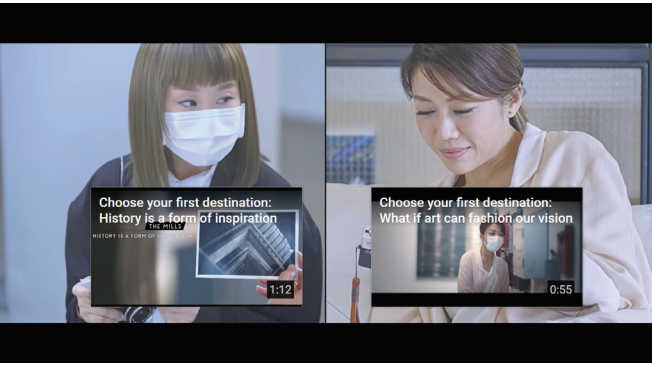 Choose your first destination:
History is a form of inspiration
THE MILLS
HISTORY IS A FORM OF
1:12
Choose your first destination:
What if art can fashion our vision
0:55